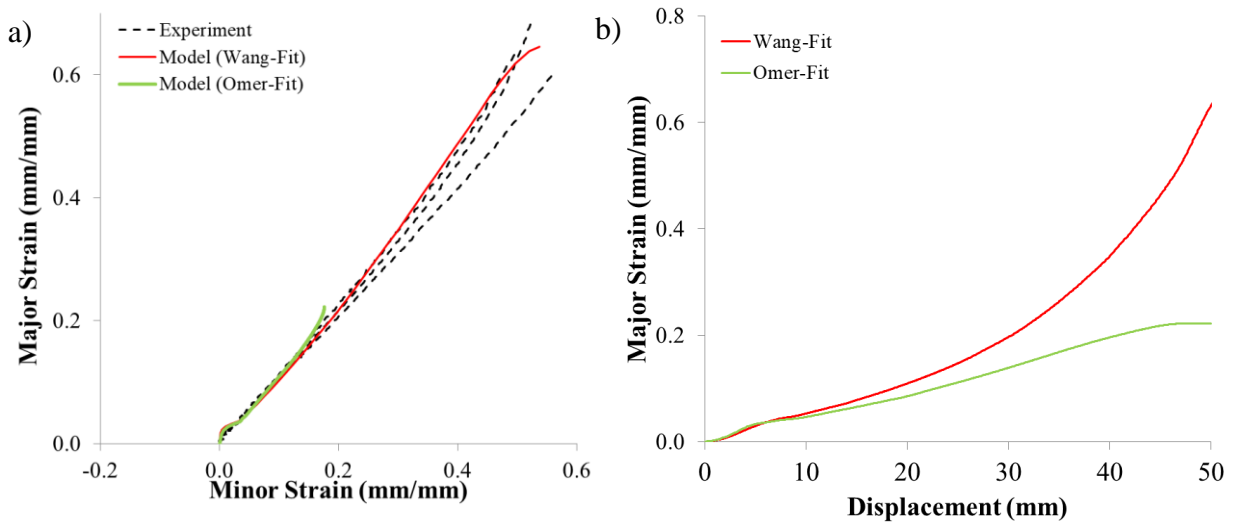 a)
Experiment
Model (Wang-Fit)
Model (Omer-Fit)
Major Strain (mm/mm)
0.6
0.4
0.2
0.0
-0.2 0.0 0.2 0.4 0.6
Minor Strain (mm/mm)
b)
Wang-Fit
Omer-Fit
Major Strain (mm/mm)
0.8
0.6
0.4
0.2
0.0
0 10 20 30 40 50
Displacement (mm)